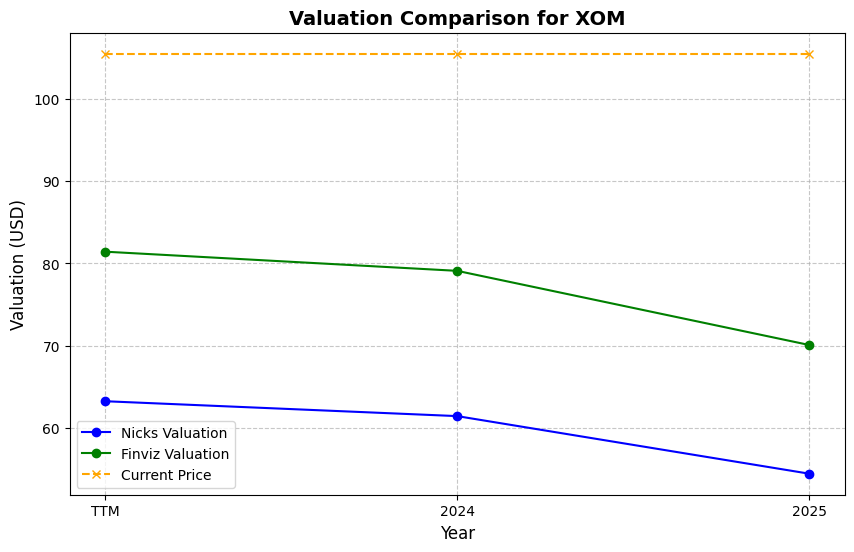 Valuation Comparison for XOM
Valuation (USD)
100
90
80
70
60
Nicks Valuation
Finviz Valuation
Current Price
TTM
2024
2025
Year